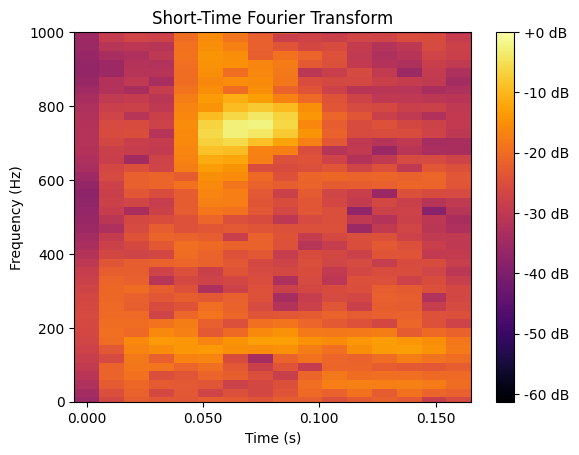 Short-Time Fourier Transform
1000
800
600
400
200
0
Frequency (Hz)
0.000
0.050
0.100
0.150
Time (s)
+0 dB
-10 dB
-20 dB
-30 dB
-40 dB
-50 dB
-60 dB